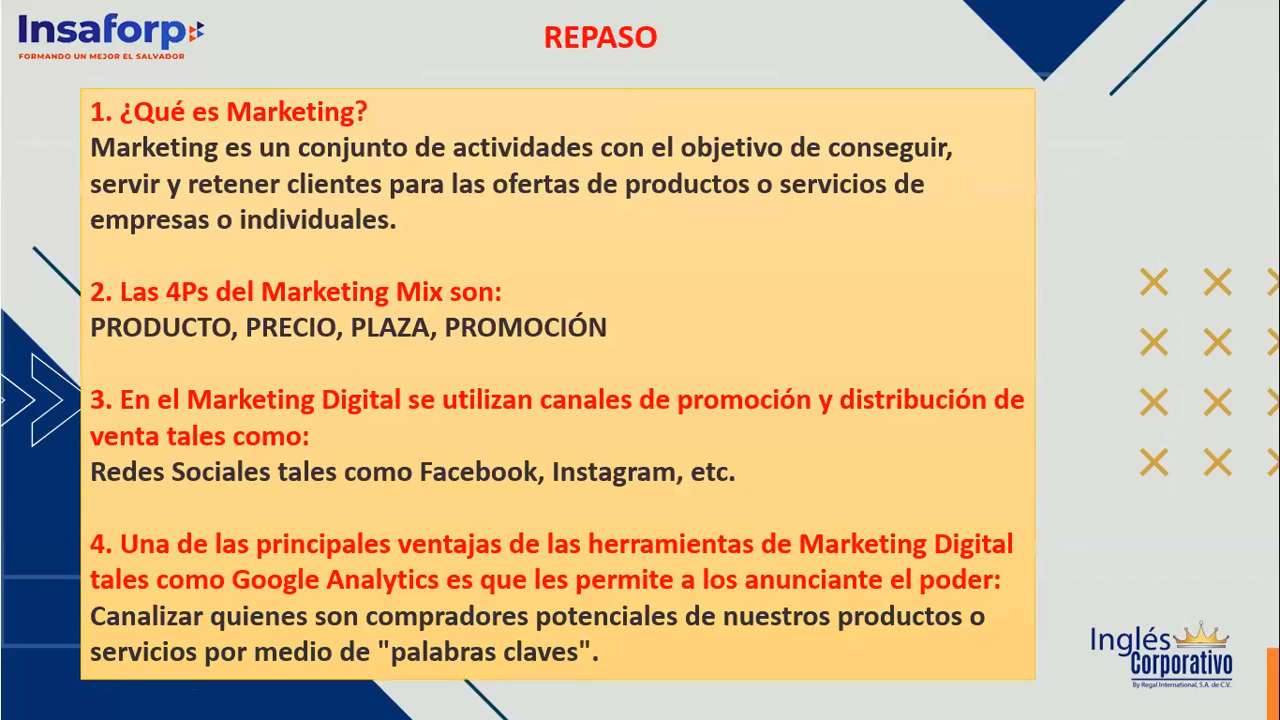 Insaforp
FORMANDO UN MEJOR EL SALVADOR
REPASO
1. ¿Qué es Marketing?
Marketing es un conjunto de actividades con el objetivo de conseguir,
servir y retener clientes para las ofertas de productos o servicios de
empresas o individuales.
2. Las 4Ps del Marketing Mix son:
PRODUCTO, PRECIO, PLAZA, PROMOCIÓN
3. En el Marketing Digital se utilizan canales de promoción y distribución de
venta tales como:
Redes Sociales tales como Facebook, Instagram, etc.
4. Una de las principales ventajas de las herramientas de Marketing Digital
tales como Google Analytics es que les permite a los anunciante el poder:
Canalizar quienes son compradores potenciales de nuestros productos o
servicios por medio de "palabras claves".
Inglés
Corporativo
By Regal International, S.A. de C.V.